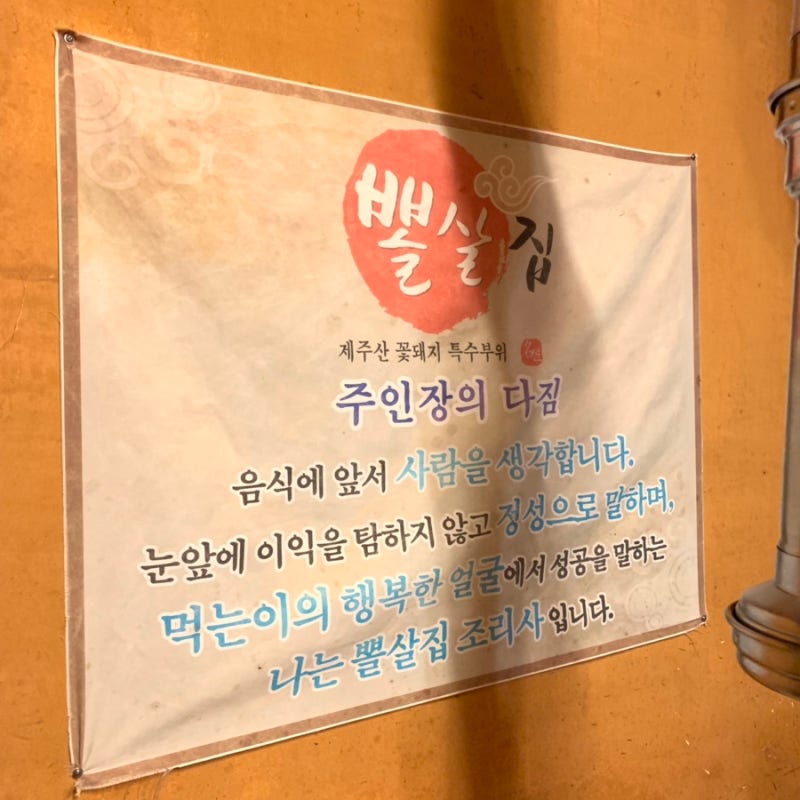 뽈살집
제주산 꽃돼지 특수부위
주인장의 다짐
음식에 앞서 사람을 생각합니다.
눈앞에 이익을 탐하지 않고 정성으로 말하며,
먹는이의 행복한 얼굴에서 성공을 말하는
나는 뽈살집 조리사입니다.